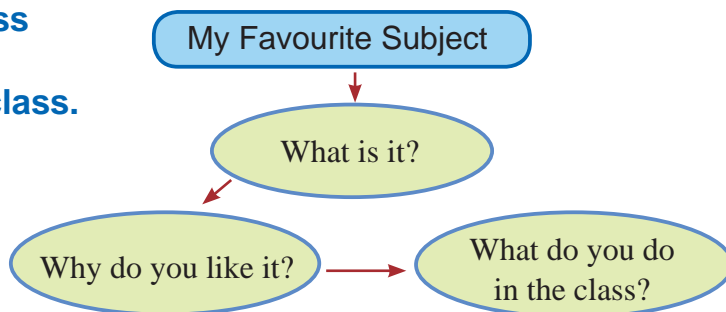 ss
class.
My Favourite Subject
What is it?
Why do you like it?
What do you do
in the class?